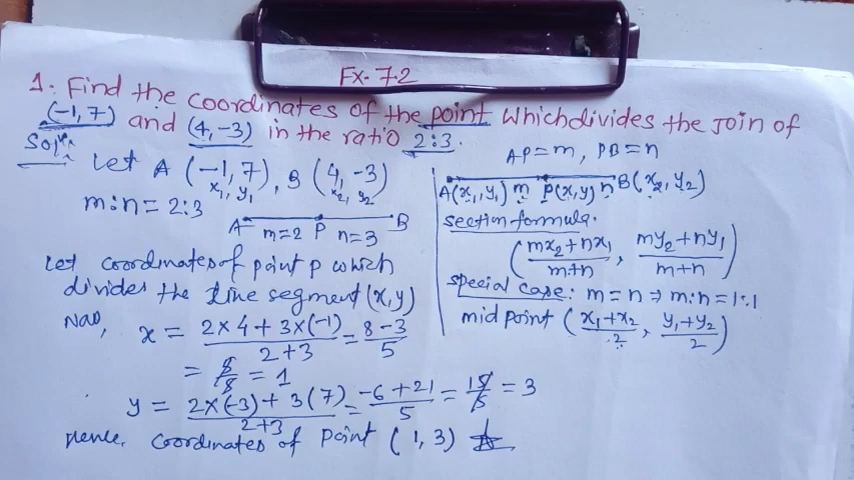 Ex- 7.2
1. Find the coordinates of the point which divides the join of
(-1,7) and (4,-3) in the ratio 2:3.
Solⁿ:
Let A (-1, 7), B (4, -3)
x₁, y₁ x₂, y₂
m:n = 2:3
A P B
m=2 n=3
Let coordinates of point P which
divides the line segment (x,y)
Now,
x = (2×4 + 3×(-1))/(2+3) = (8-3)/5
= 5/5 = 1
y = (2×(-3) + 3(7))/(2+3) = (-6+21)/5 = 15/5 = 3
Hence, coordinates of point (1, 3)
AP=m, PB=n
A(x₁,y₁) m P(x,y) n B(x₂,y₂)
section formula.
((mx₂+nx₁)/(m+n), (my₂+ny₁)/(m+n))
special case: m=n ⇒ m:n=1:1
mid point ((x₁+x₂)/2, (y₁+y₂)/2)